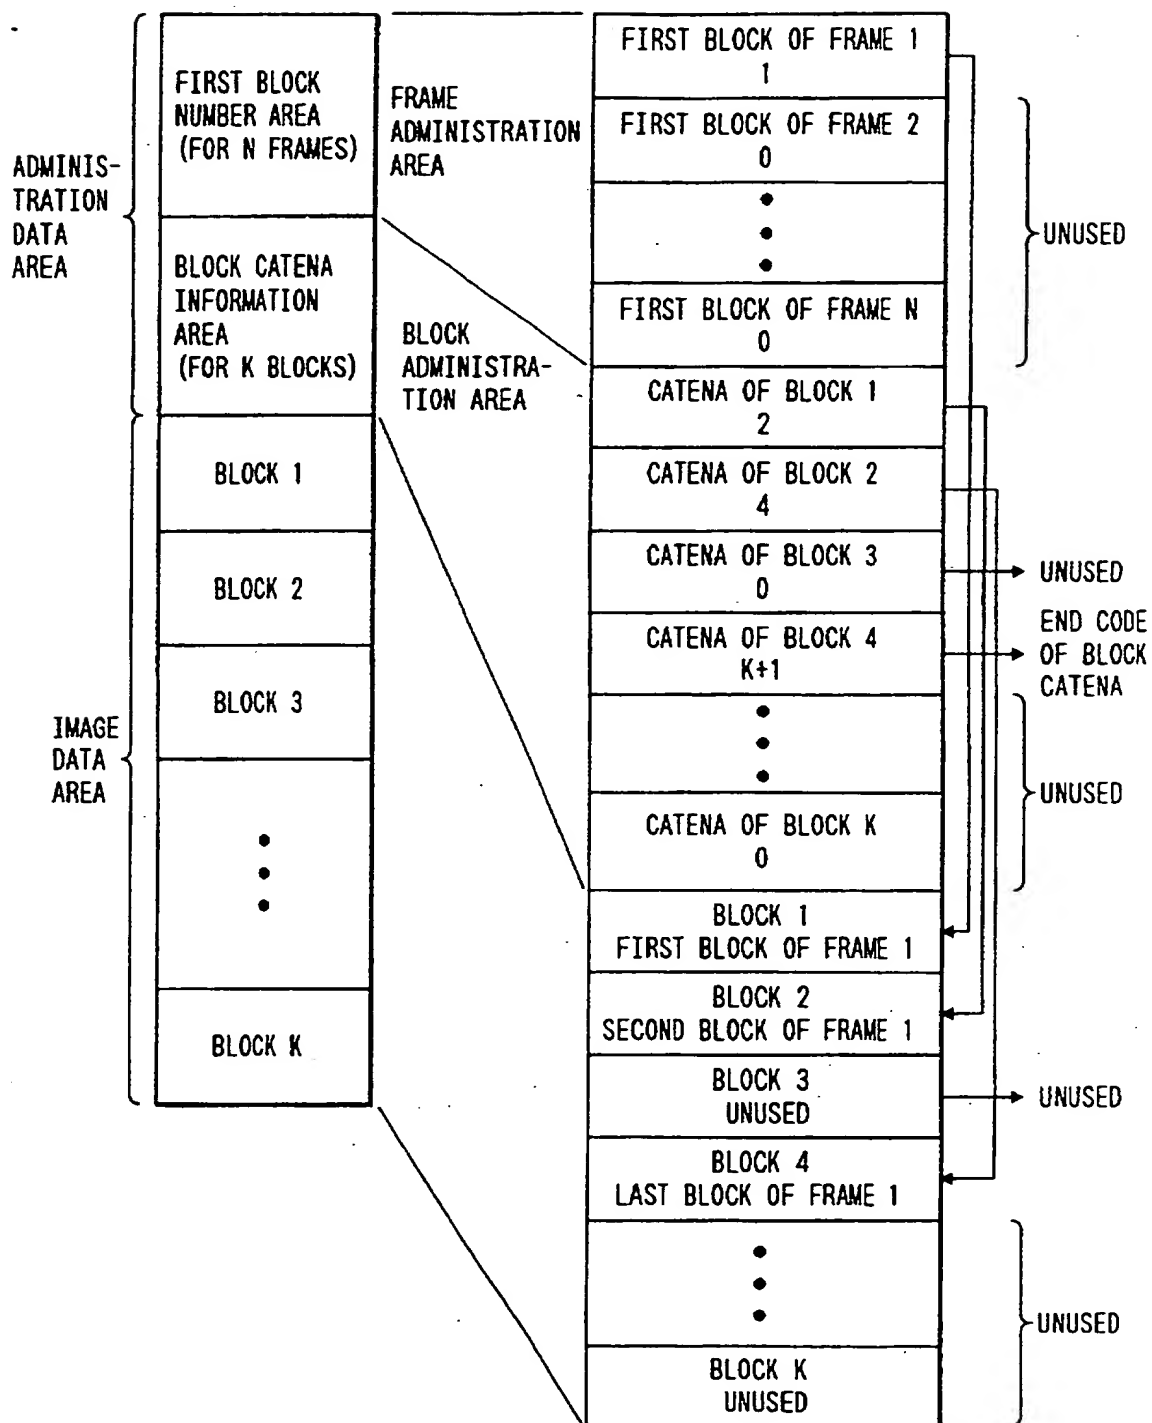 ADMINIS-
TRATION
DATA
AREA
IMAGE
DATA
AREA
FIRST BLOCK
NUMBER AREA
(FOR N FRAMES)
BLOCK CATENA
INFORMATION
AREA
(FOR K BLOCKS)
BLOCK 1
BLOCK 2
BLOCK 3
BLOCK K
FRAME
ADMINISTRATION
AREA
BLOCK
ADMINISTRA-
TION AREA
FIRST BLOCK OF FRAME 1
1
FIRST BLOCK OF FRAME 2
0
FIRST BLOCK OF FRAME N
0
CATENA OF BLOCK 1
2
CATENA OF BLOCK 2
4
CATENA OF BLOCK 3
0
CATENA OF BLOCK 4
K+1
CATENA OF BLOCK K
0
BLOCK 1
FIRST BLOCK OF FRAME 1
BLOCK 2
SECOND BLOCK OF FRAME 1
BLOCK 3
UNUSED
BLOCK 4
LAST BLOCK OF FRAME 1
BLOCK K
UNUSED
UNUSED
UNUSED
END CODE
OF BLOCK
CATENA
UNUSED
UNUSED
UNUSED